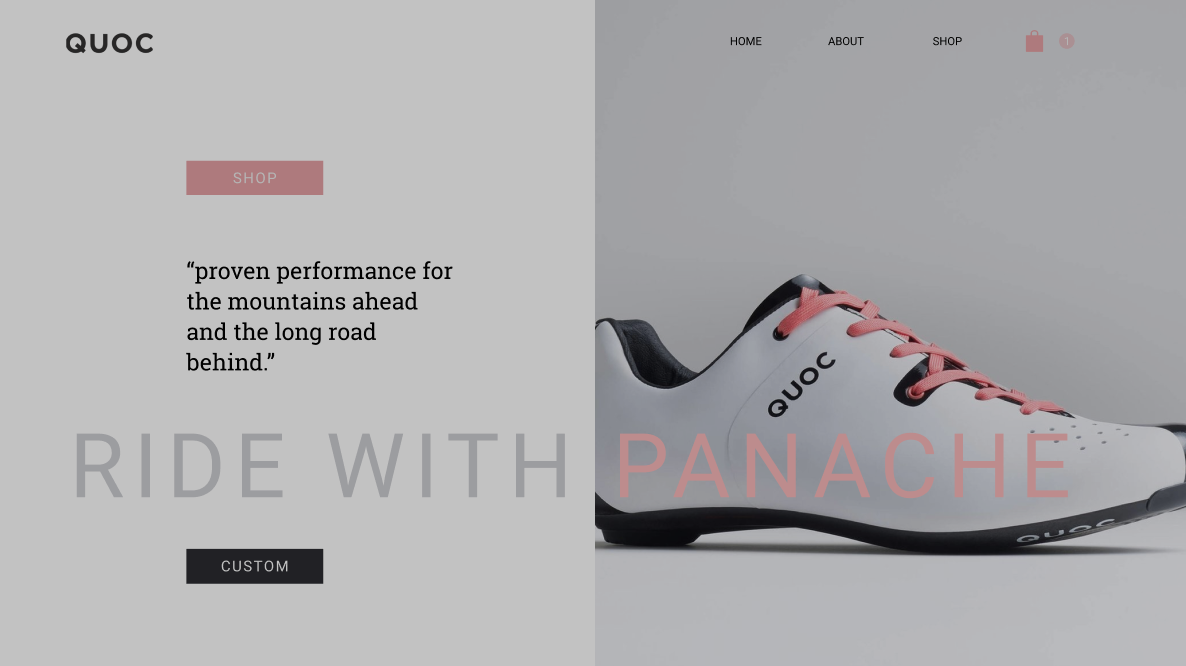 QUOC
HOME
ABOUT
SHOP
1
SHOP
“proven performance for
the mountains ahead
and the long road
behind.”
QUOC
RIDE WITH PANACHE
QUOC
CUSTOM